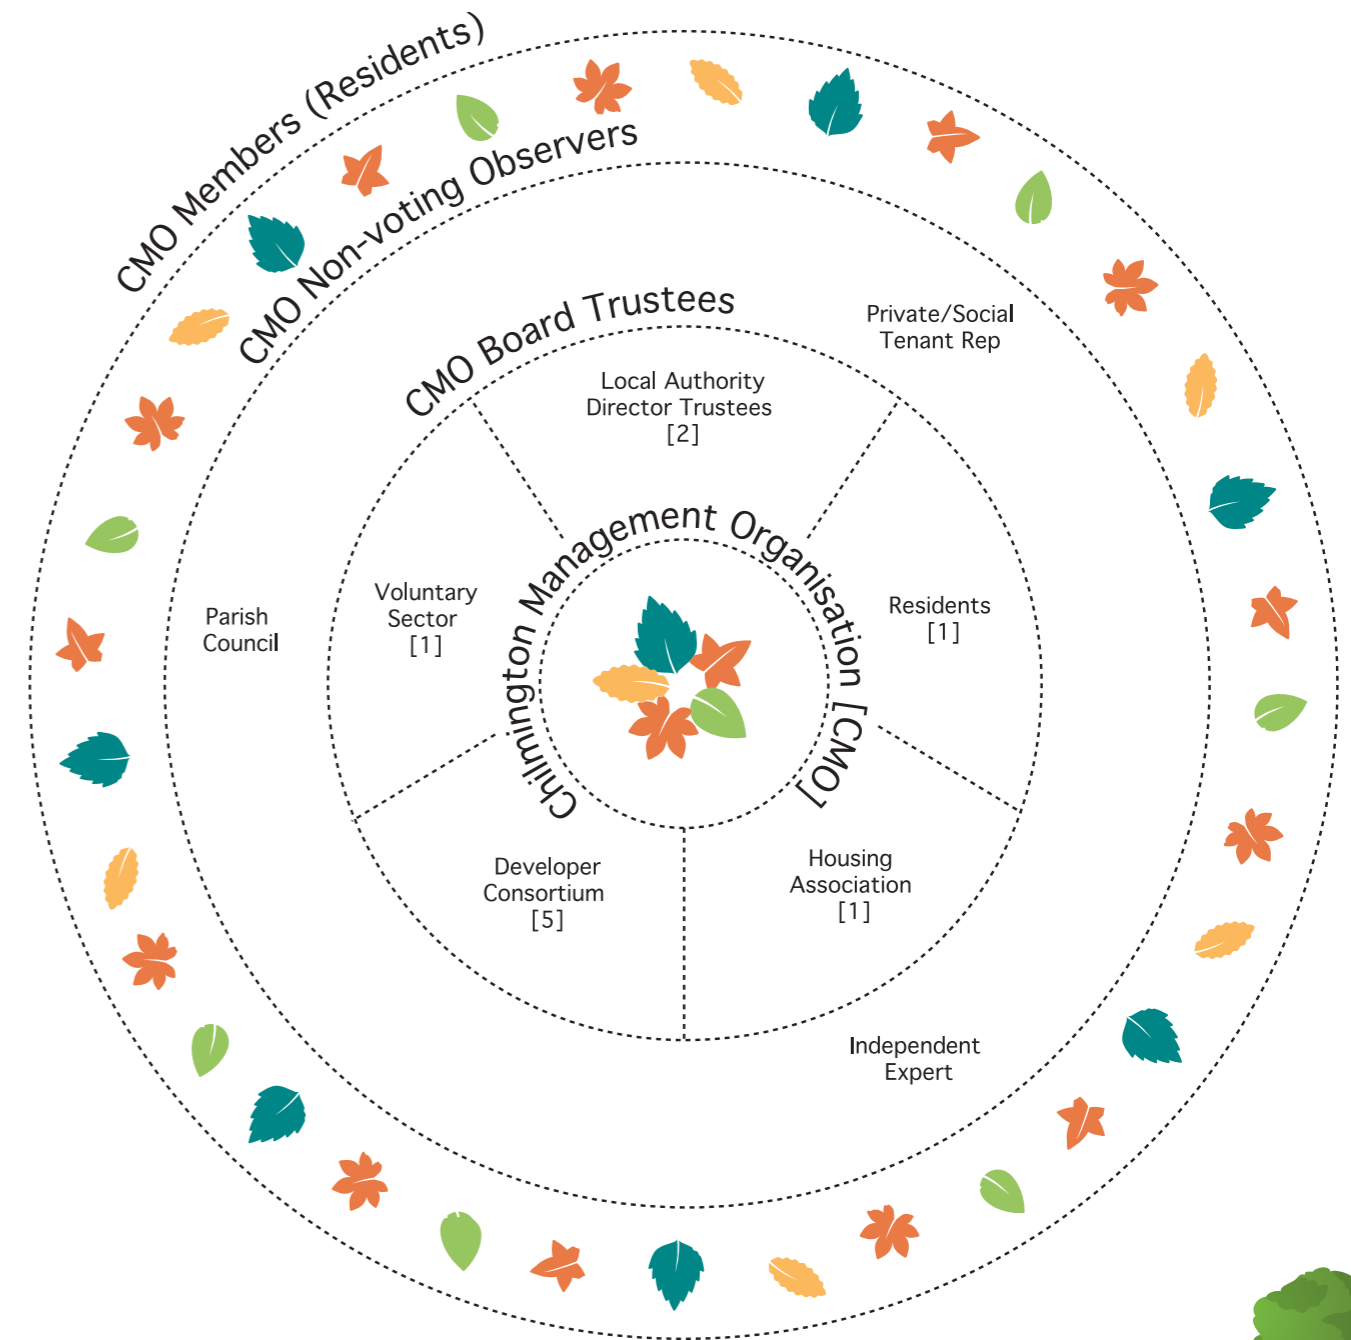 CMO Members (Residents)
CMO Non-voting Observers
CMO Board Trustees
Private/Social
Tenant Rep
Local Authority
Director Trustees
[2]
Chilmington Management Organisation [CMO]
Voluntary
Sector
[1]
Residents
[1]
Parish
Council
Developer
Consortium
[5]
Housing
Association
[1]
Independent
Expert